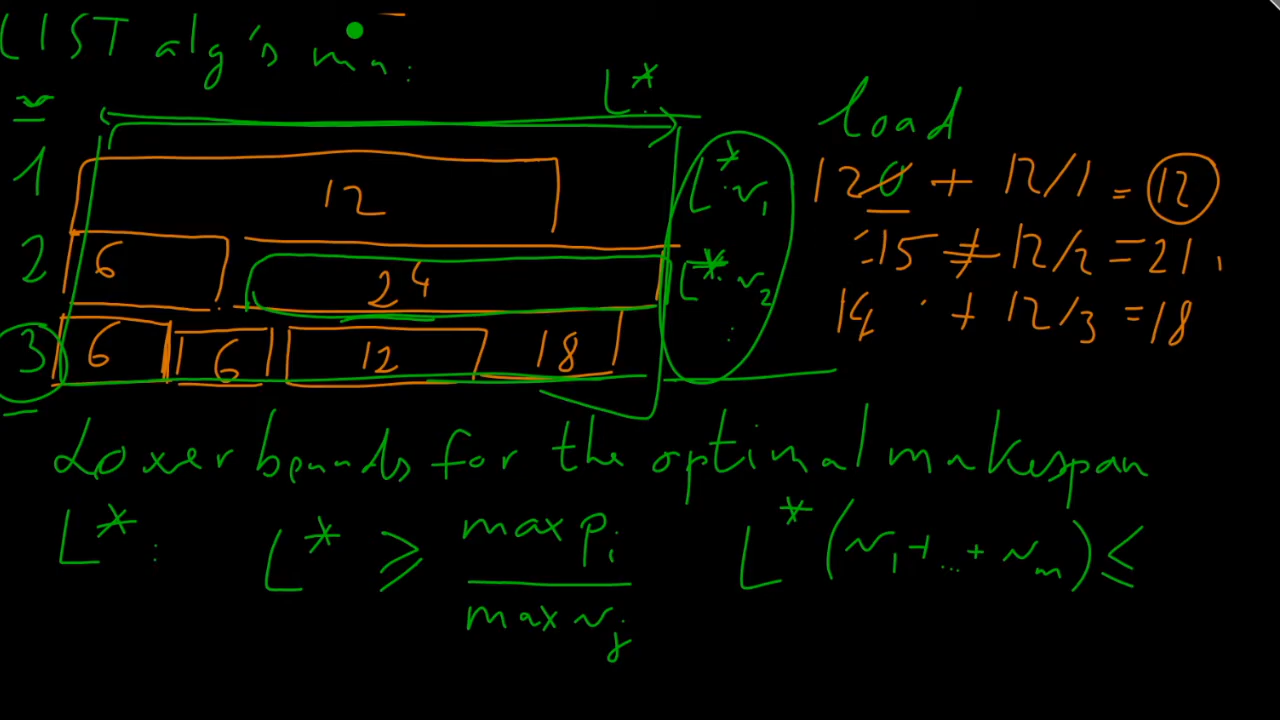 LIST alg's
L*
v load
1 12 L*·v₁ 120 + 12/1 = 12
2 6 24 L*·v₂ 15 + 12/2 = 21
3 6 6 12 18 14 + 12/3 = 18
Lower bounds for the optimal makespan
L*: L* ≥ max pᵢ / max vⱼ L*(v₁+...+vₘ) ≤